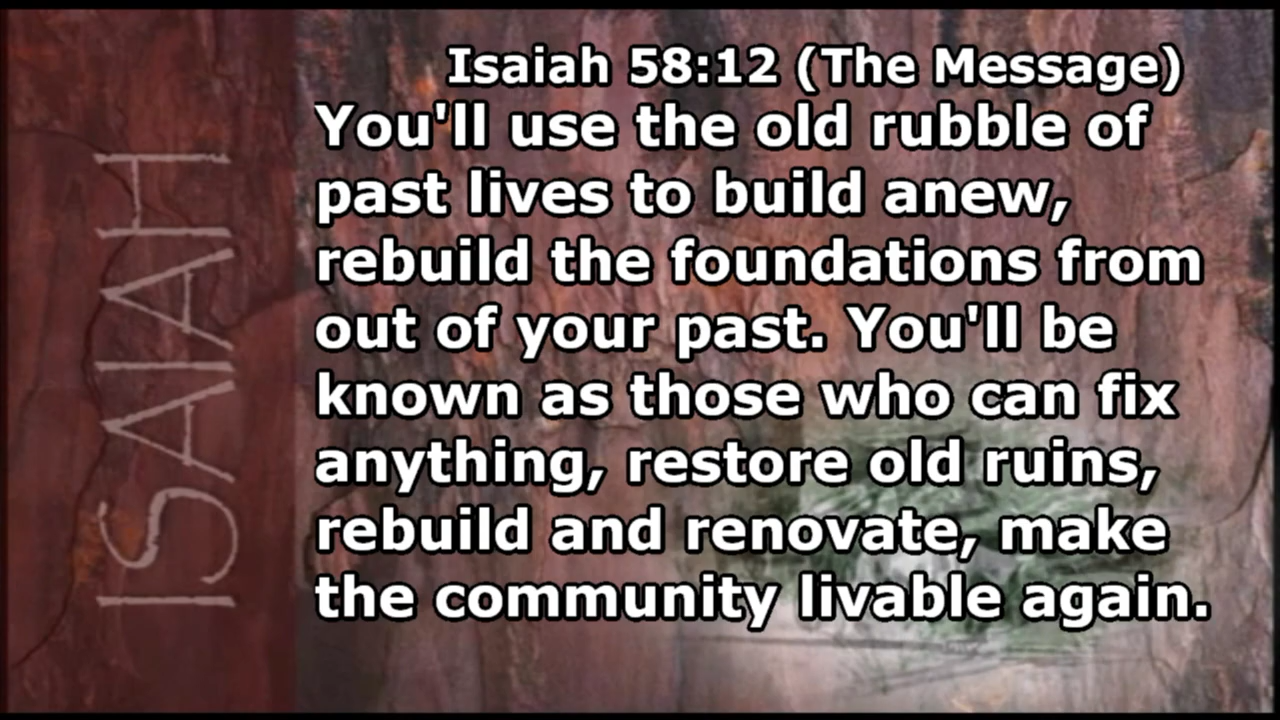 ISAIAH
Isaiah 58:12 (The Message)
You'll use the old rubble of
past lives to build anew,
rebuild the foundations from
out of your past. You'll be
known as those who can fix
anything, restore old ruins,
rebuild and renovate, make
the community livable again.